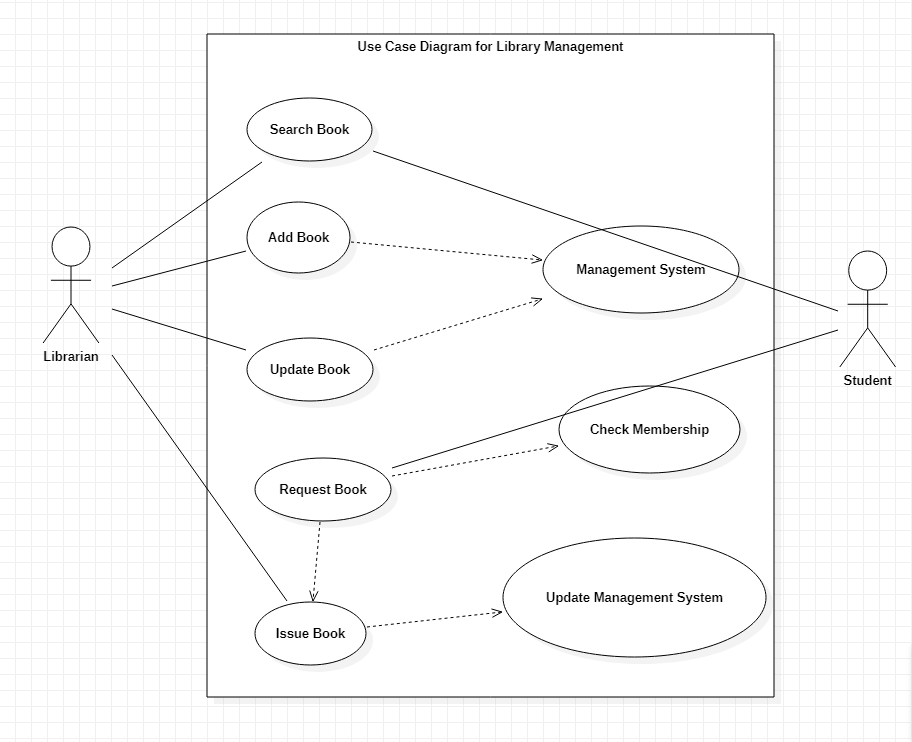 Use Case Diagram for Library Management
Search Book
Add Book
Management System
Librarian
Update Book
Student
Check Membership
Request Book
Update Management System
Issue Book